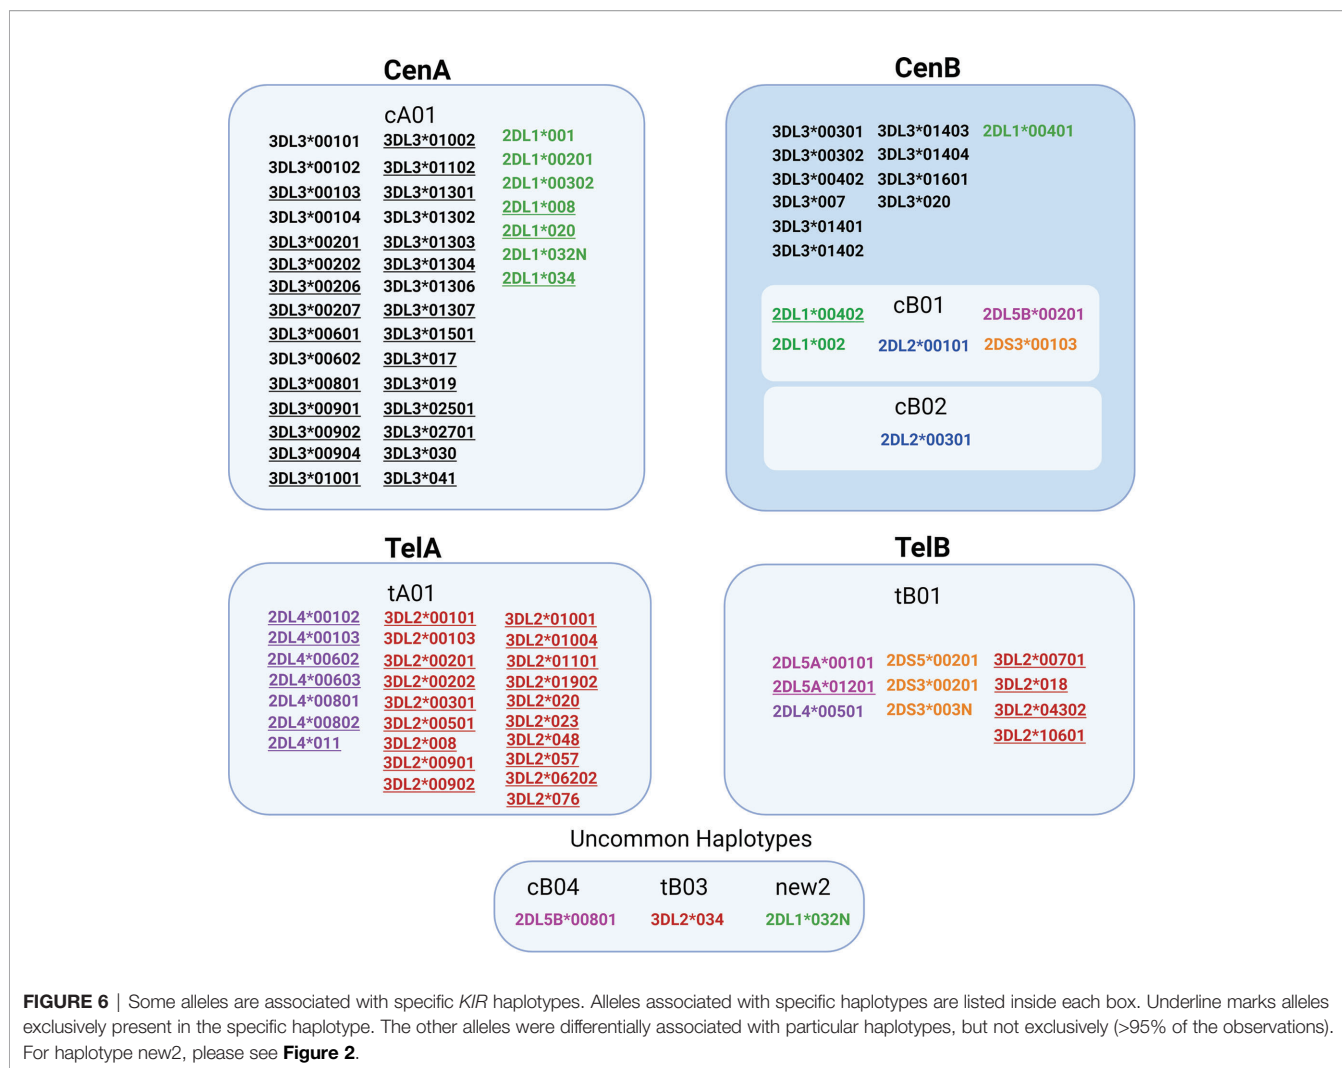 CenA
cA01
3DL3*00101 3DL3*01002 2DL1*001
3DL3*00102 3DL3*01102 2DL1*00201
3DL3*00103 3DL3*01301 2DL1*00302
3DL3*00104 3DL3*01302 2DL1*008
3DL3*00201 3DL3*01303 2DL1*020
3DL3*00202 3DL3*01304 2DL1*032N
3DL3*00206 3DL3*01306 2DL1*034
3DL3*00207 3DL3*01307
3DL3*00601 3DL3*01501
3DL3*00602 3DL3*017
3DL3*00801 3DL3*019
3DL3*00901 3DL3*02501
3DL3*00902 3DL3*02701
3DL3*00904 3DL3*030
3DL3*01001 3DL3*041
CenB
3DL3*00301 3DL3*01403 2DL1*00401
3DL3*00302 3DL3*01404
3DL3*00402 3DL3*01601
3DL3*007 3DL3*020
3DL3*01401
3DL3*01402
cB01
2DL1*00402 2DL5B*00201
2DL1*002 2DL2*00101 2DS3*00103
cB02
2DL2*00301
TelA
tA01
2DL4*00102 3DL2*00101 3DL2*01001
2DL4*00103 3DL2*00103 3DL2*01004
2DL4*00602 3DL2*00201 3DL2*01101
2DL4*00603 3DL2*00202 3DL2*01902
2DL4*00801 3DL2*00301 3DL2*020
2DL4*00802 3DL2*00501 3DL2*023
2DL4*011 3DL2*008 3DL2*048
3DL2*00901 3DL2*057
3DL2*00902 3DL2*06202
3DL2*076
TelB
tB01
2DL5A*00101 2DS5*00201 3DL2*00701
2DL5A*01201 2DS3*00201 3DL2*018
2DL4*00501 2DS3*003N 3DL2*04302
3DL2*10601
Uncommon Haplotypes
cB04 tB03 new2
2DL5B*00801 3DL2*034 2DL1*032N
FIGURE 6 | Some alleles are associated with specific KIR haplotypes. Alleles associated with specific haplotypes are listed inside each box. Underline marks alleles
exclusively present in the specific haplotype. The other alleles were differentially associated with particular haplotypes, but not exclusively (>95% of the observations).
For haplotype new2, please see Figure 2.